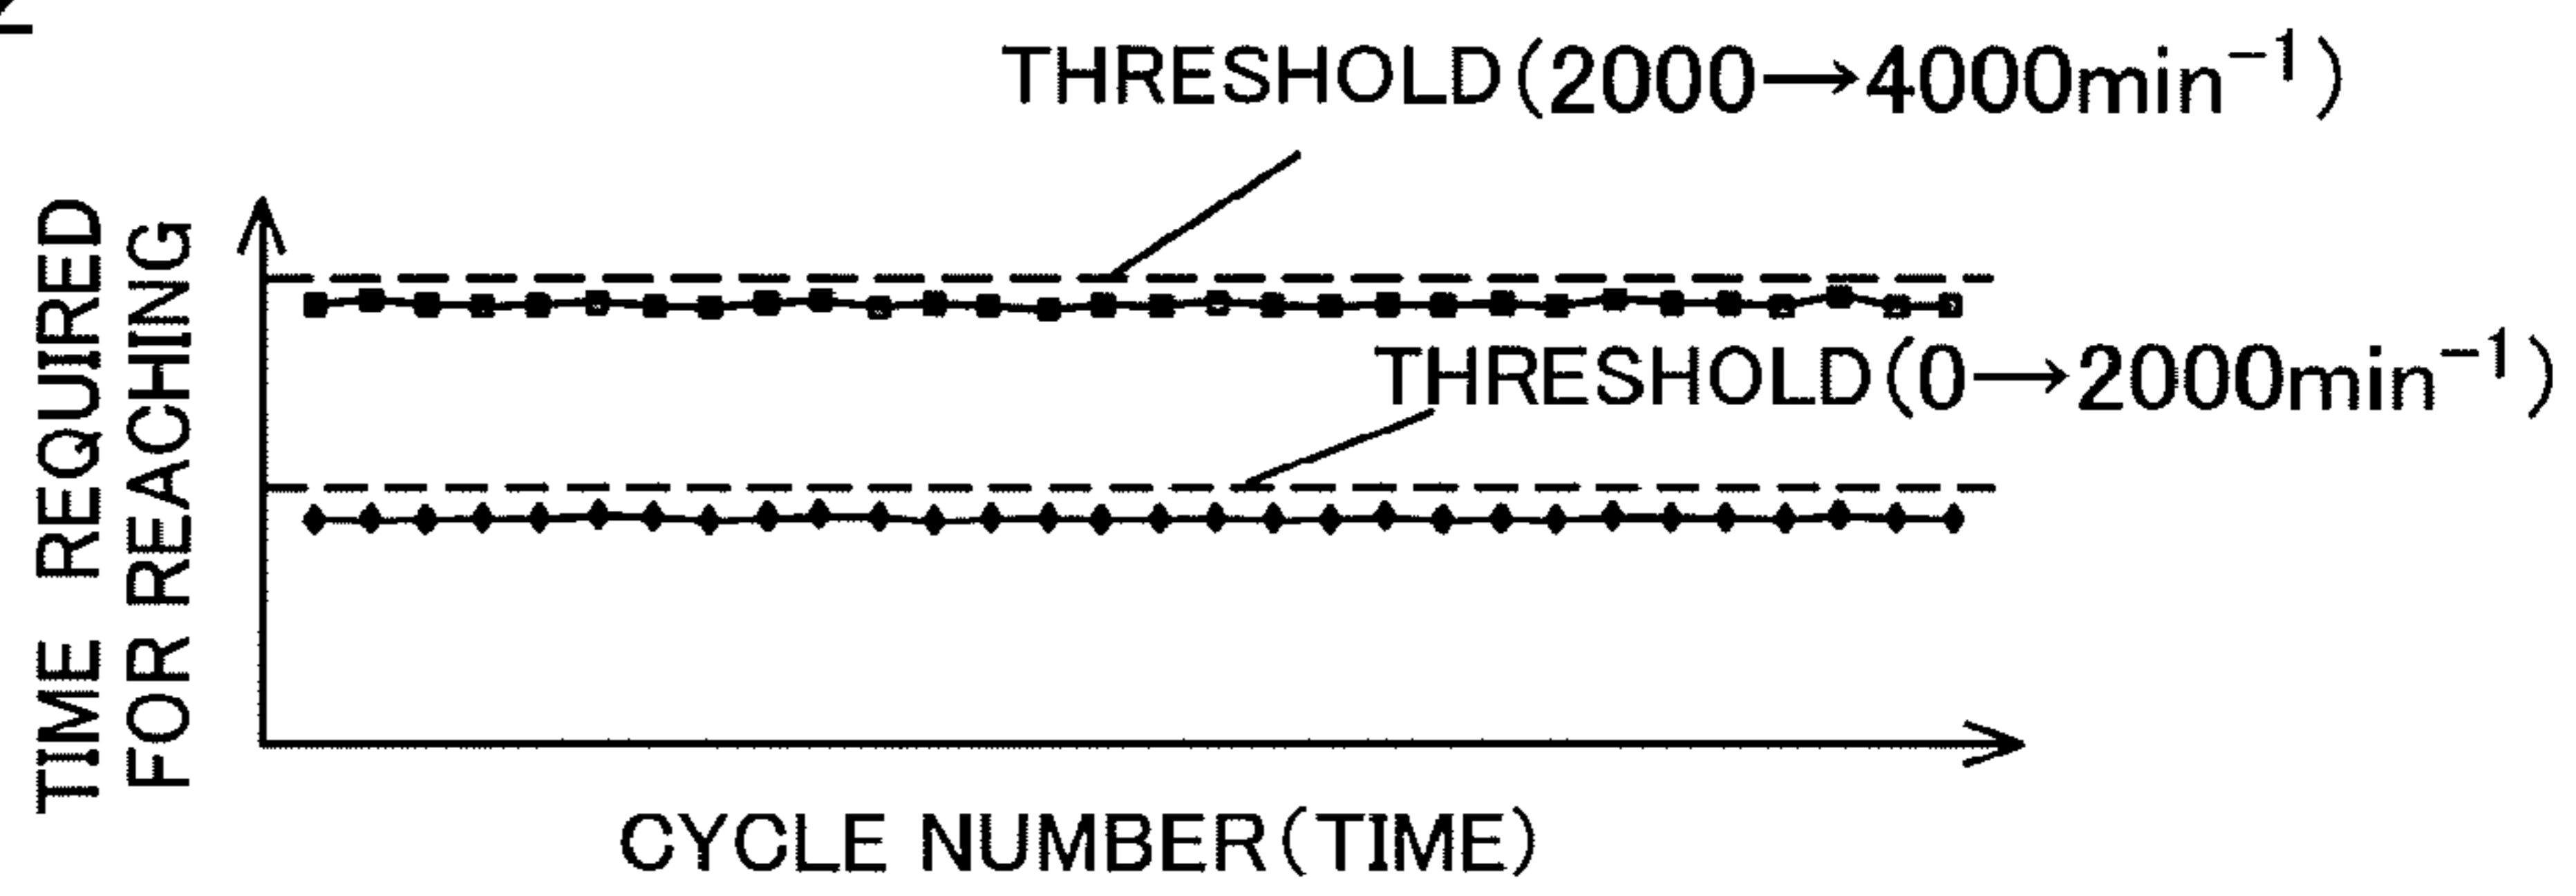 THRESHOLD(2000→4000min⁻¹)
THRESHOLD(0→2000min⁻¹)
TIME REQUIRED
FOR REACHING
CYCLE NUMBER(TIME)